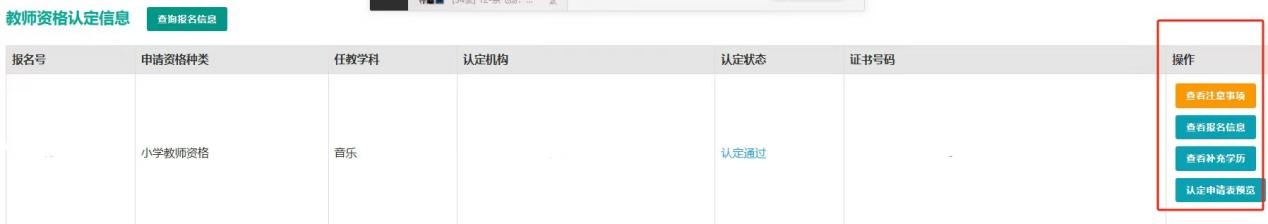 教师资格认定信息 查询报名信息
报名号 申请资格种类 任教学科 认定机构 认定状态 证书号码 操作
查看注意事项
查看报名信息
小学教师资格 音乐 认定通过
查看补充学历
认定申请表预览